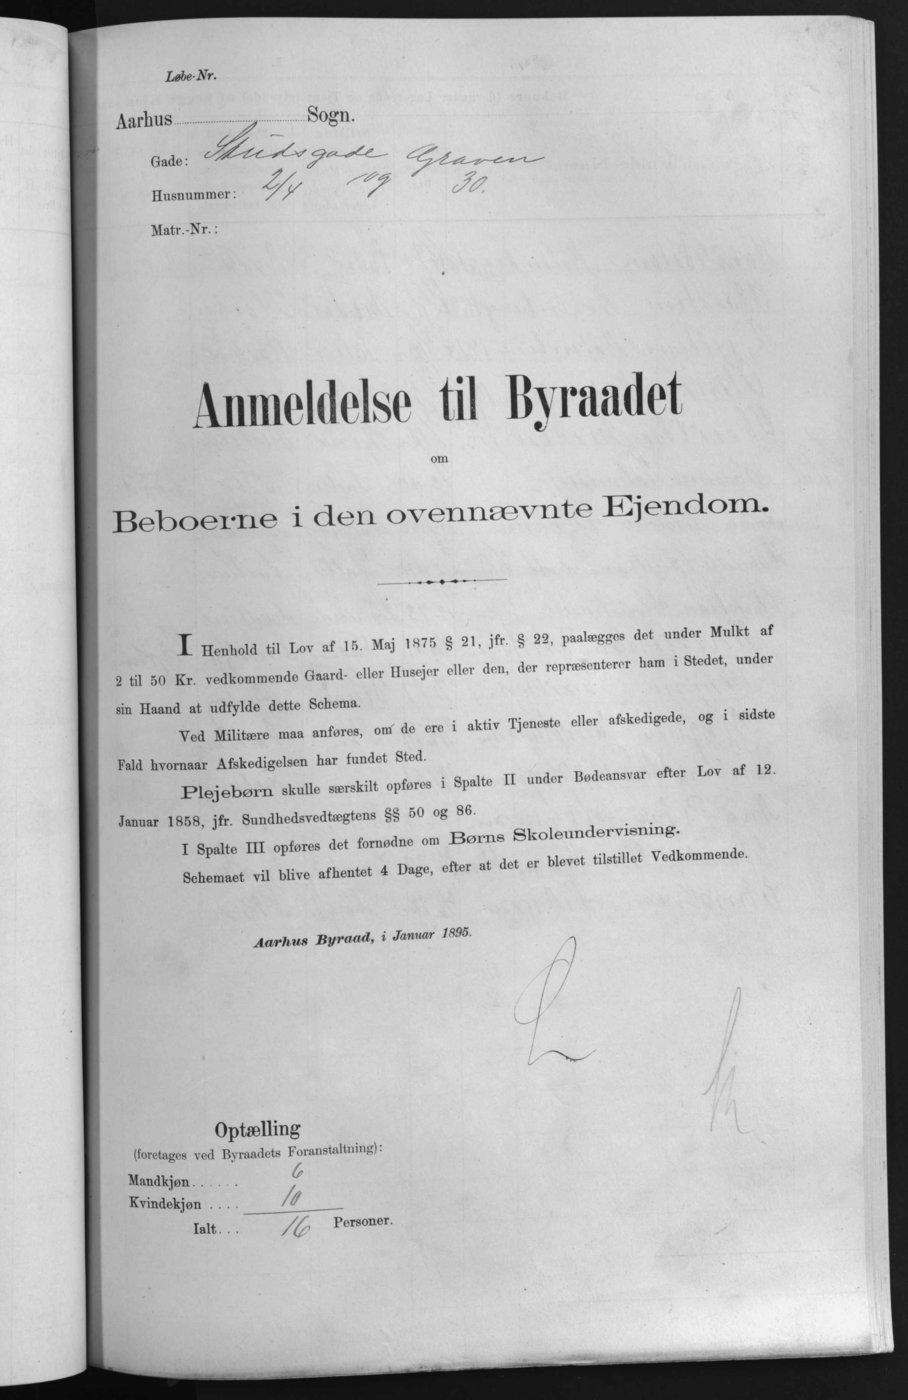 Løbe-Nr.
Aarhus Sogn.
Gade: Studsgade Graven
Husnummer: 2/4 og 30.
Matr.-Nr.:
Anmeldelse til Byraadet
om
Beboerne i den ovennævnte Ejendom.
I Henhold til Lov af 15. Maj 1875 § 21, jfr. § 22, paalægges det under Mulkt af
2 til 50 Kr. vedkommende Gaard- eller Husejer eller den, der repræsenterer ham i Stedet, under
sin Haand at udfylde dette Schema.
Ved Militære maa anføres, om de ere i aktiv Tjeneste eller afskedigede, og i sidste
Fald hvornaar Afskedigelsen har fundet Sted.
Plejebørn skulle særskilt opføres i Spalte II under Bødeansvar efter Lov af 12.
Januar 1858, jfr. Sundhedsvedtægtens §§ 50 og 86.
I Spalte III opføres det fornødne om Børns Skoleundervisning.
Schemaet vil blive afhentet 4 Dage, efter at det er blevet tilstillet Vedkommende.
Aarhus Byraad, i Januar 1895.
Optælling
(foretages ved Byraadets Foranstaltning):
Mandkjøn...... 6
Kvindekjøn .... 10
Ialt... 16 Personer.